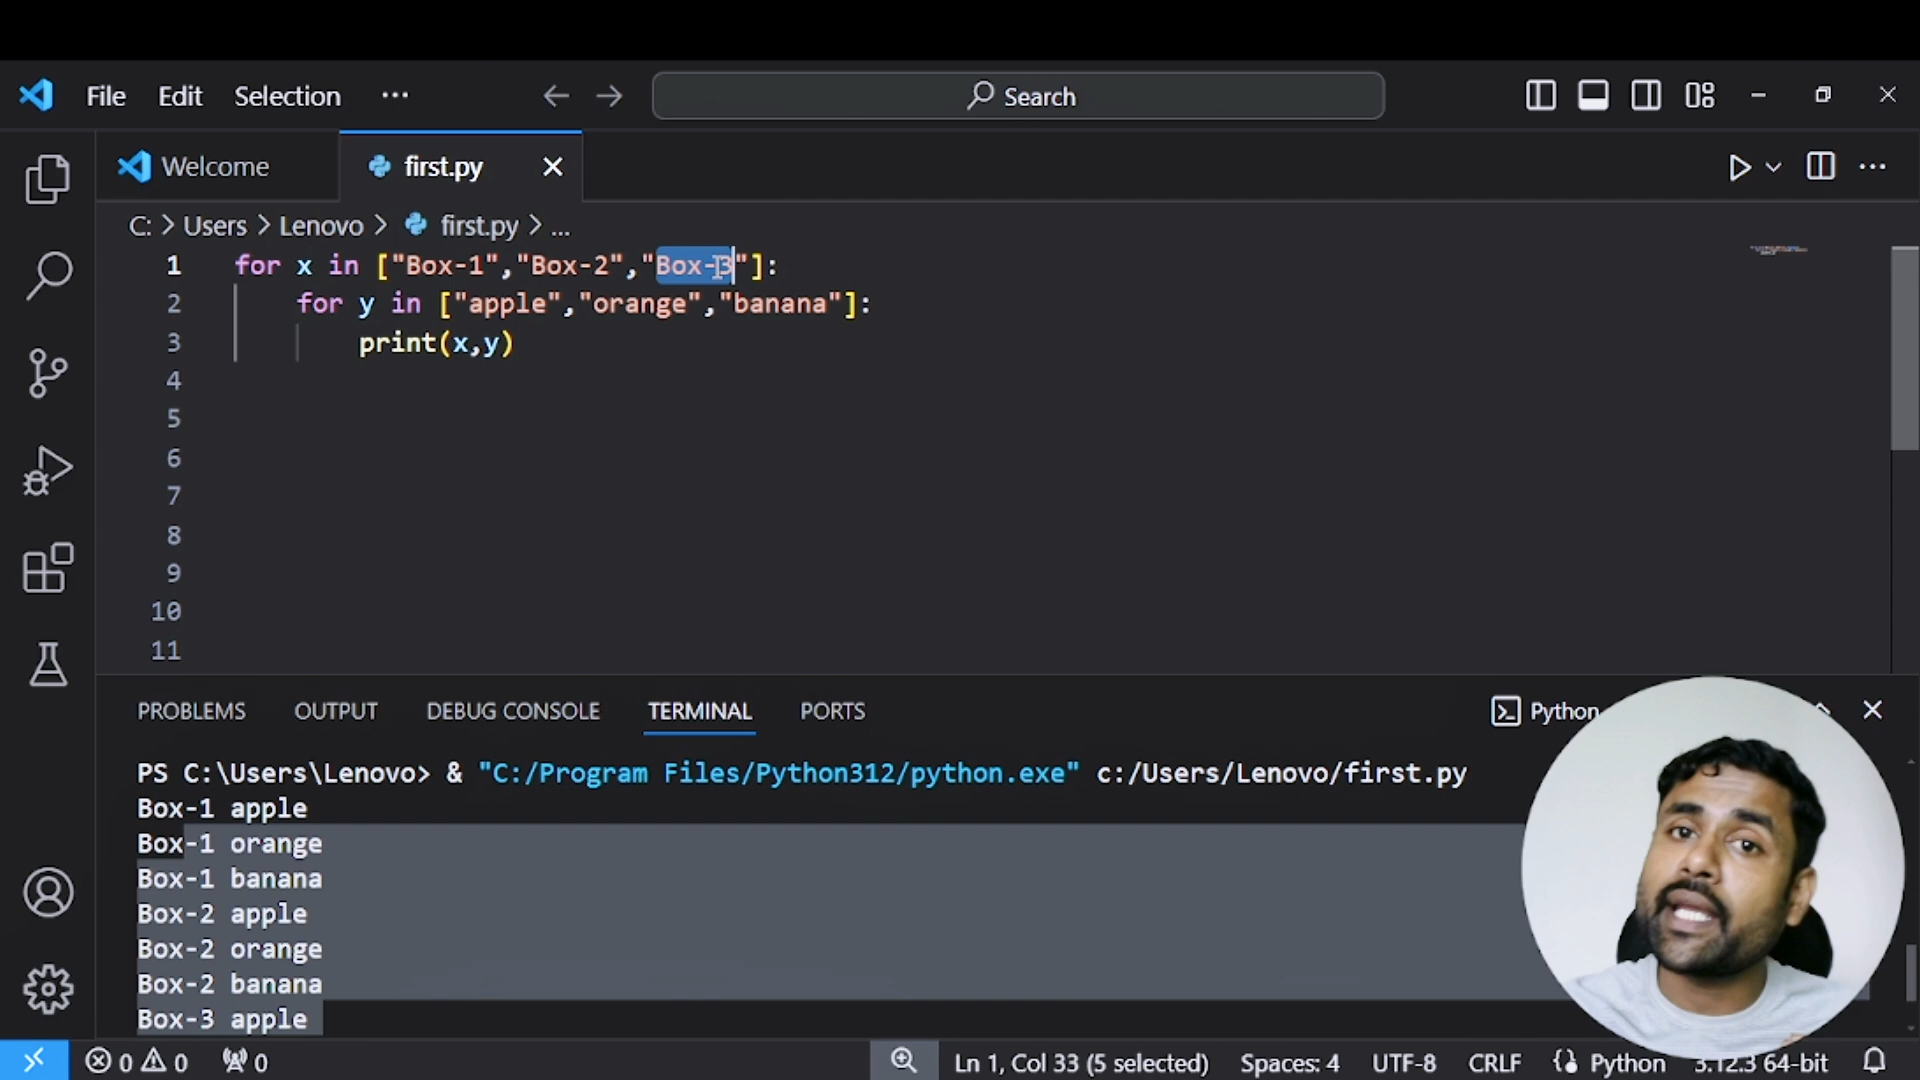 File Edit Selection ··· Search
Welcome first.py
C: > Users > Lenovo > first.py > ...
1 for x in ["Box-1","Box-2","Box-3"]:
2 for y in ["apple","orange","banana"]:
3 print(x,y)
4
5
6
7
8
9
10
11
PROBLEMS OUTPUT DEBUG CONSOLE TERMINAL PORTS Python
PS C:\Users\Lenovo> & "C:/Program Files/Python312/python.exe" c:/Users/Lenovo/first.py
Box-1 apple
Box-1 orange
Box-1 banana
Box-2 apple
Box-2 orange
Box-2 banana
Box-3 apple
0 0 0 Ln 1, Col 33 (5 selected) Spaces: 4 UTF-8 CRLF Python 3.12.3 64-bit